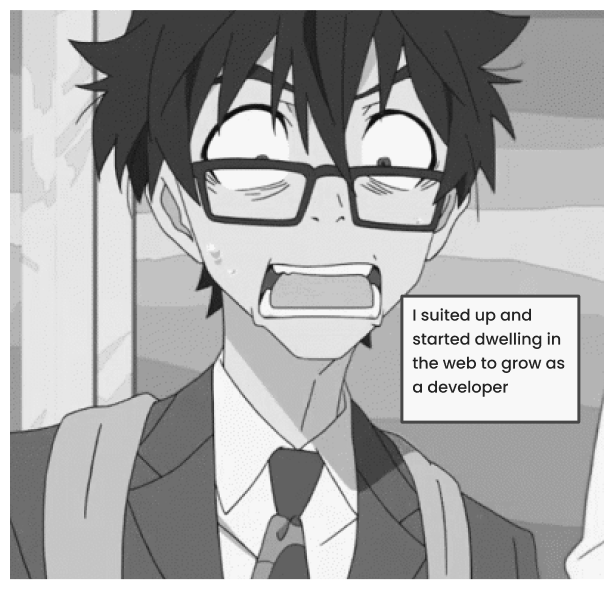 I suited up and
started dwelling in
the web to grow as
a developer